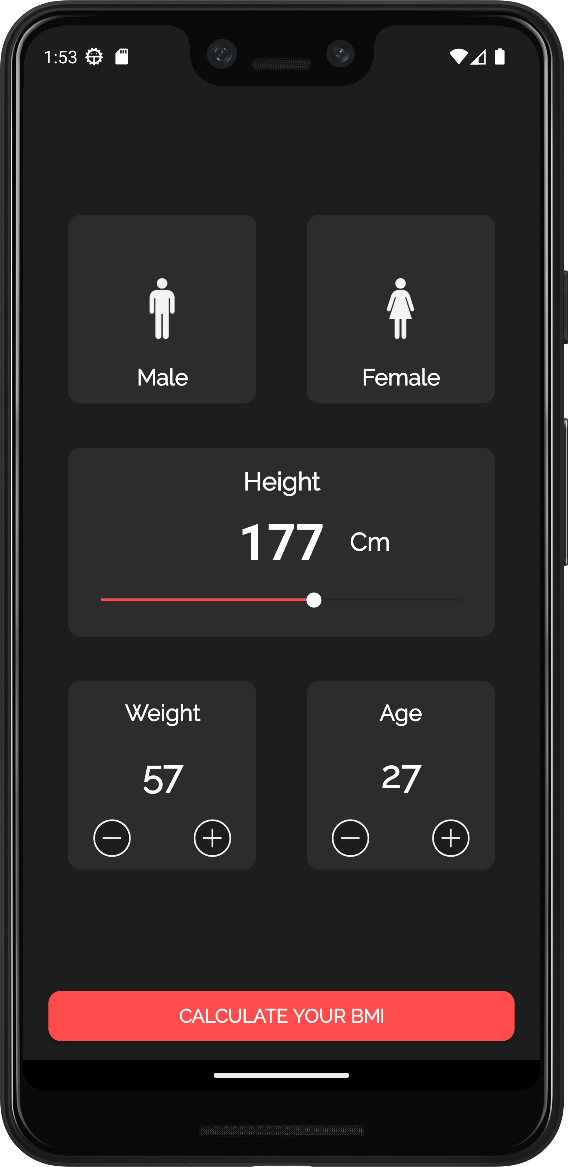 1:53
Male Female
Height
177 Cm
Weight Age
57 27
CALCULATE YOUR BMI